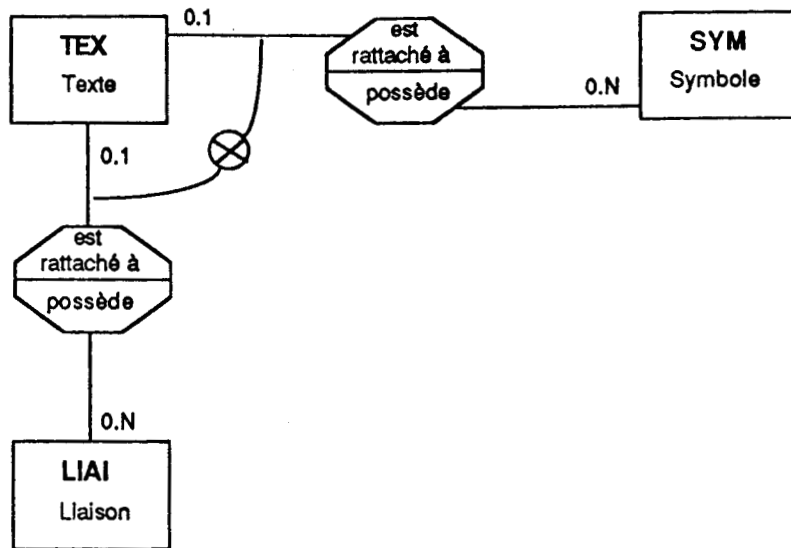 TEX
Texte
0.1
est
rattaché à
possède
SYM
Symbole
0.N
0.1
est
rattaché à
possède
0.N
LIAI
Liaison